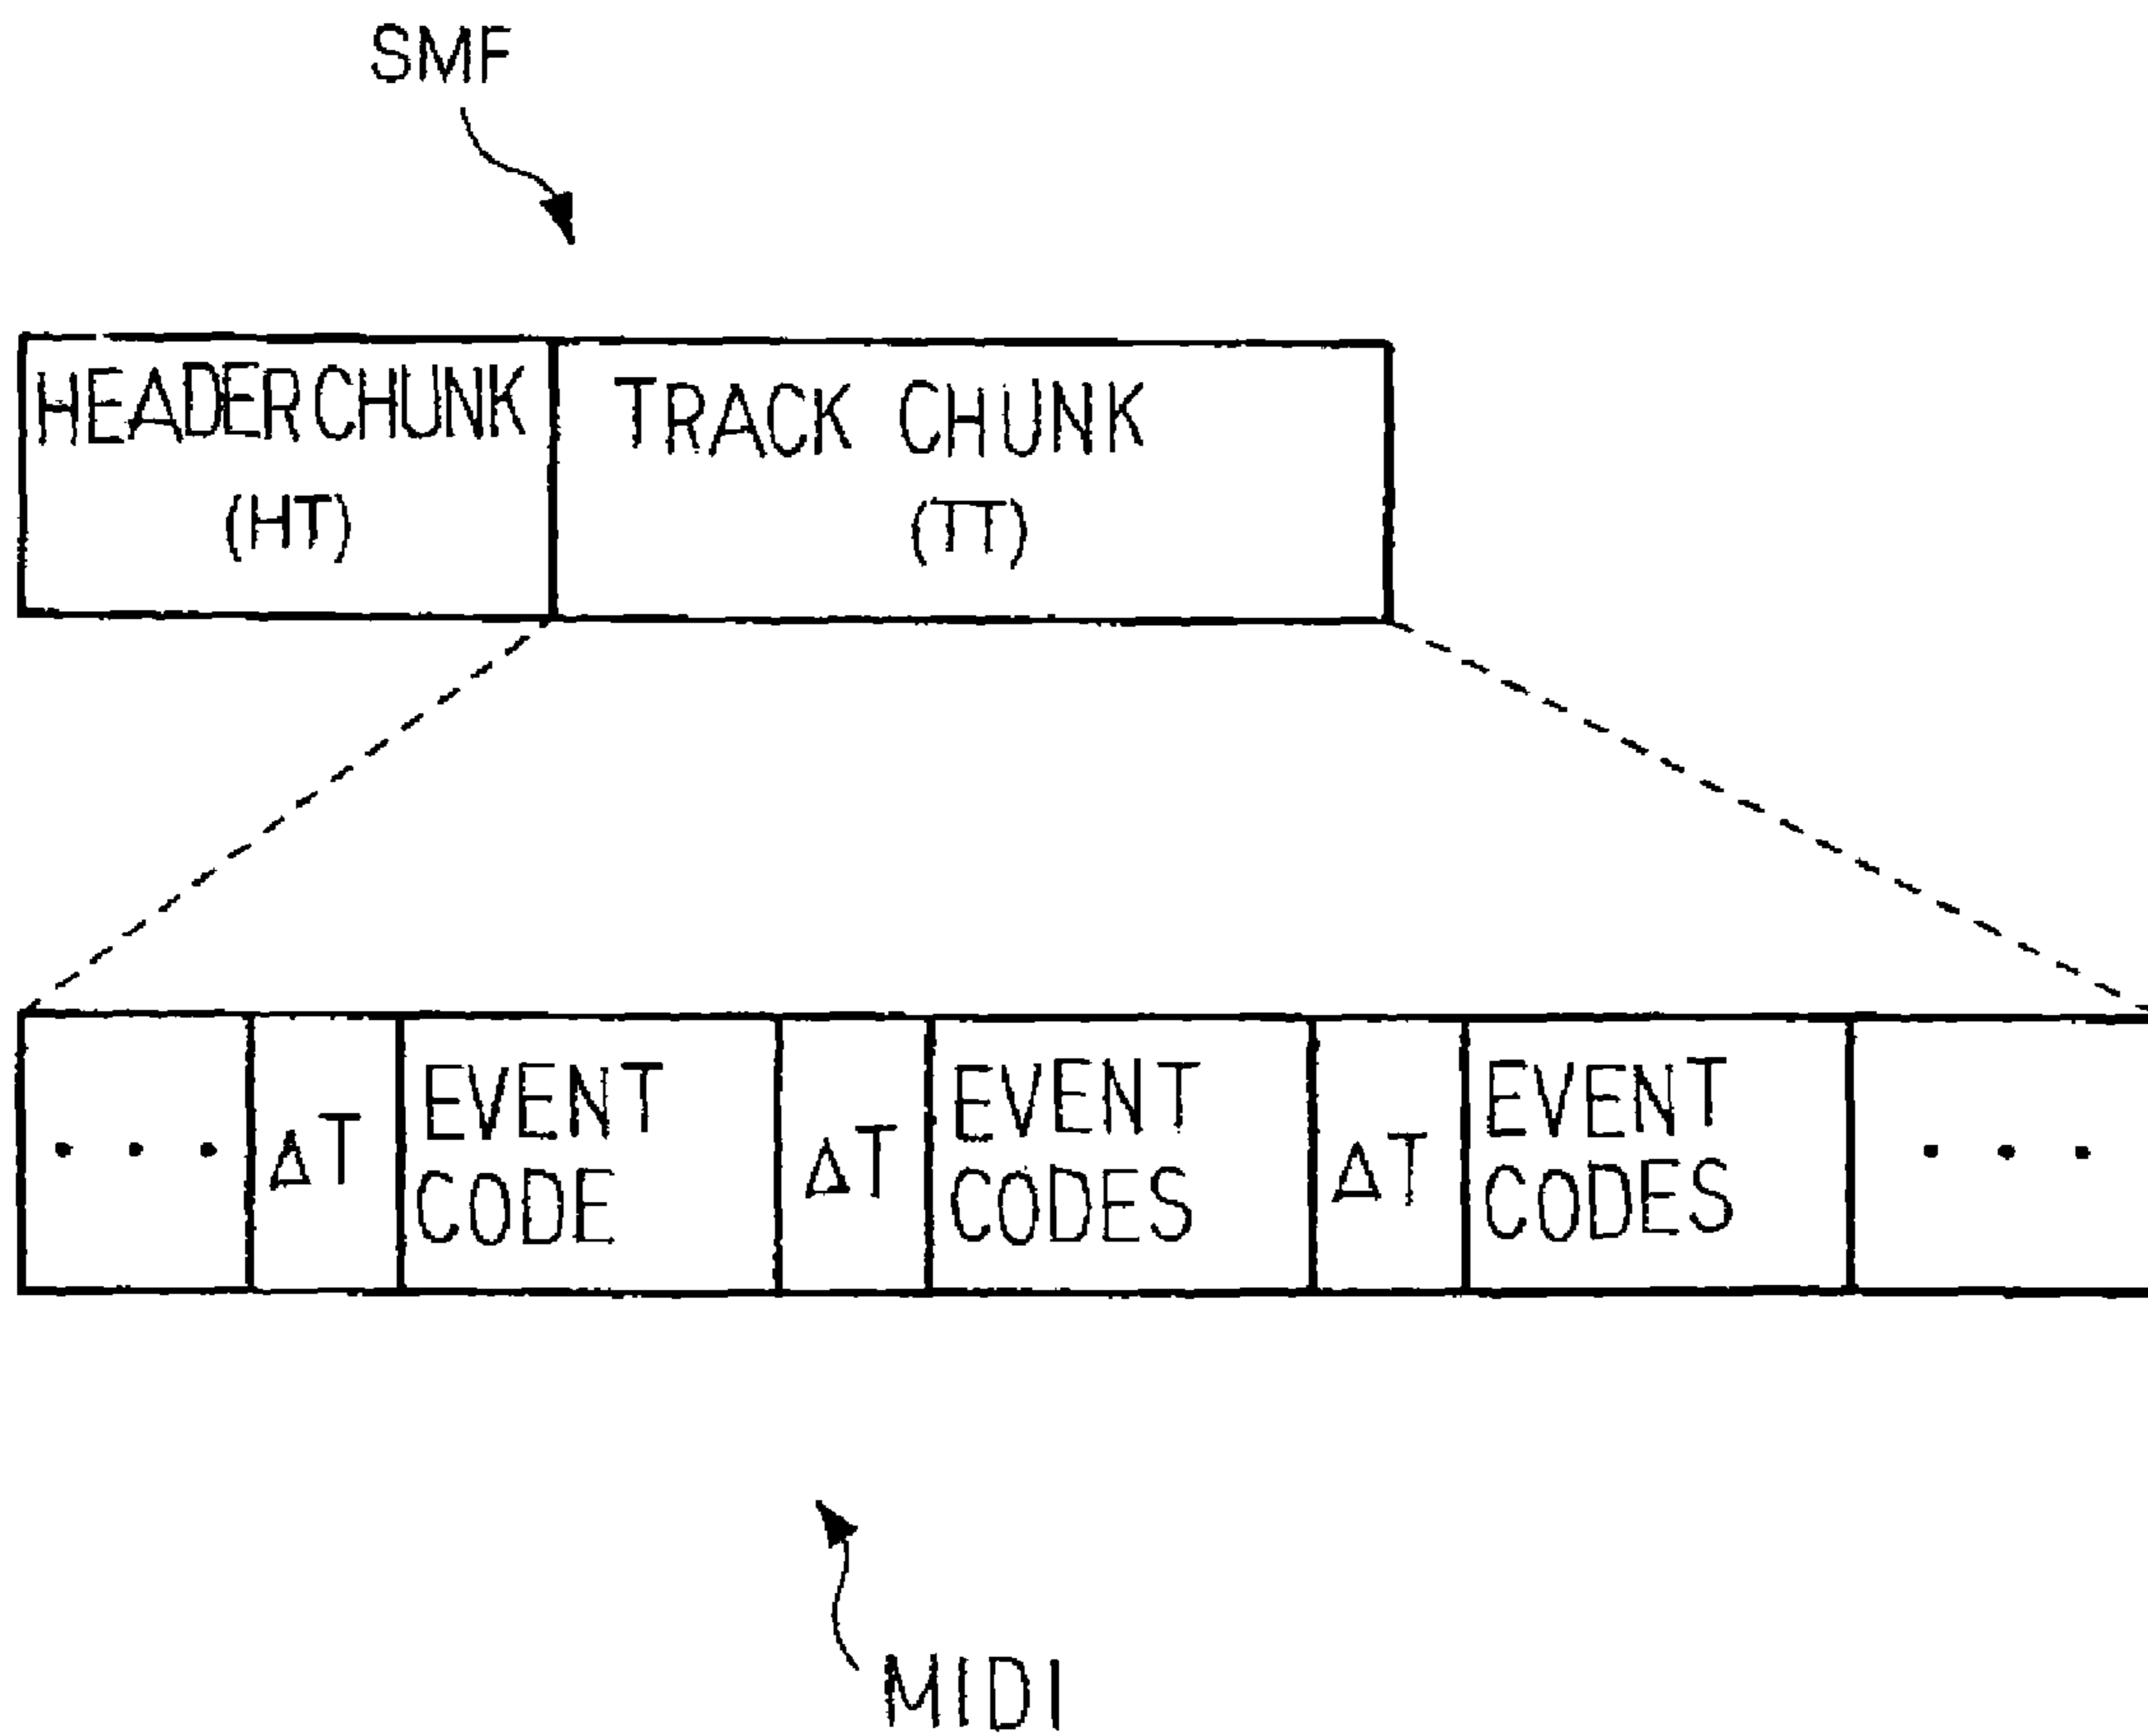 SMF
HEADER CHUNK
(HT)
TRACK CHUNK
(TT)
. . .
ΔT
EVENT
CODE
ΔT
EVENT
CODES
ΔT
EVENT
CODES
. . .
MIDI